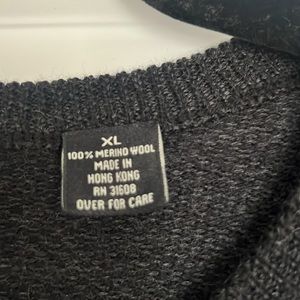 XL
100% MERINO WOOL
MADE IN
HONG KONG
RN 31608
OVER FOR CARE